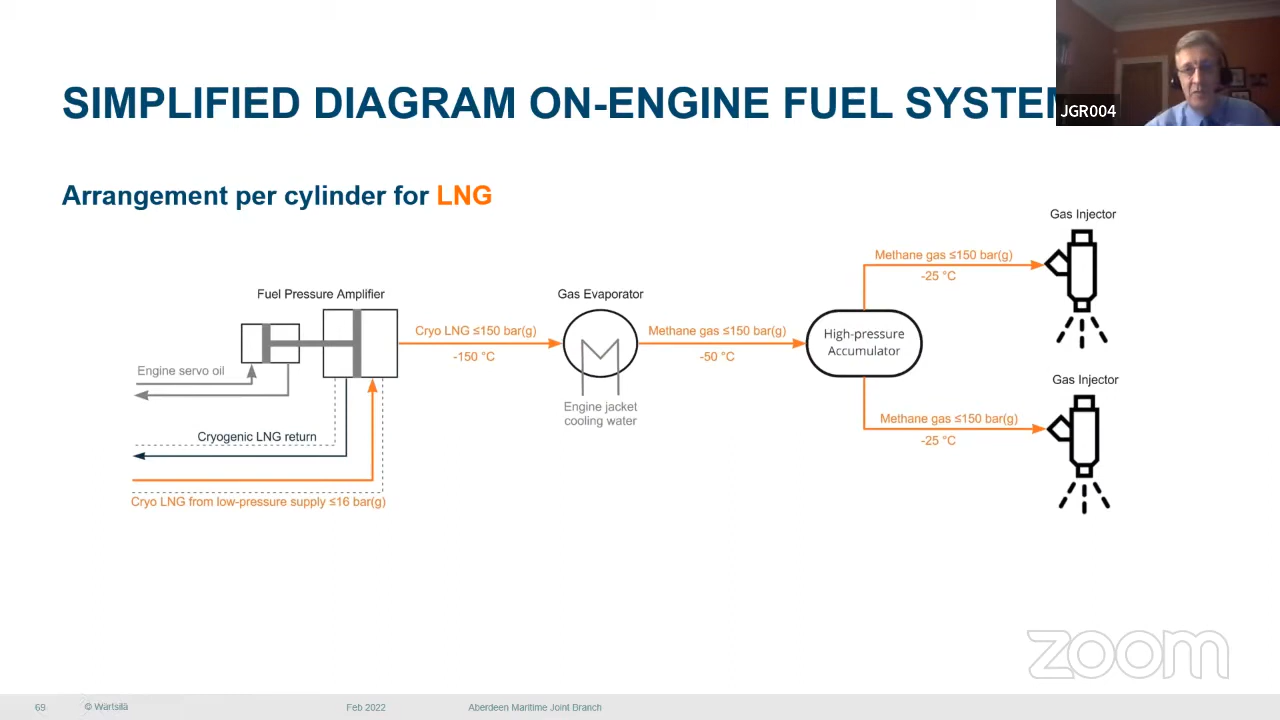 SIMPLIFIED DIAGRAM ON-ENGINE FUEL SYSTEM
JGR004
Arrangement per cylinder for LNG
Gas Injector
Methane gas ≤150 bar(g)
-25 °C
Fuel Pressure Amplifier
Gas Evaporator
Cryo LNG ≤150 bar(g)
-150 °C
Methane gas ≤150 bar(g)
-50 °C
High-pressure
Accumulator
Engine servo oil
Gas Injector
Engine jacket
cooling water
Methane gas ≤150 bar(g)
-25 °C
Cryogenic LNG return
Cryo LNG from low-pressure supply ≤16 bar(g)
zoom
69
© Wärtsilä
Feb 2022
Aberdeen Maritime Joint Branch